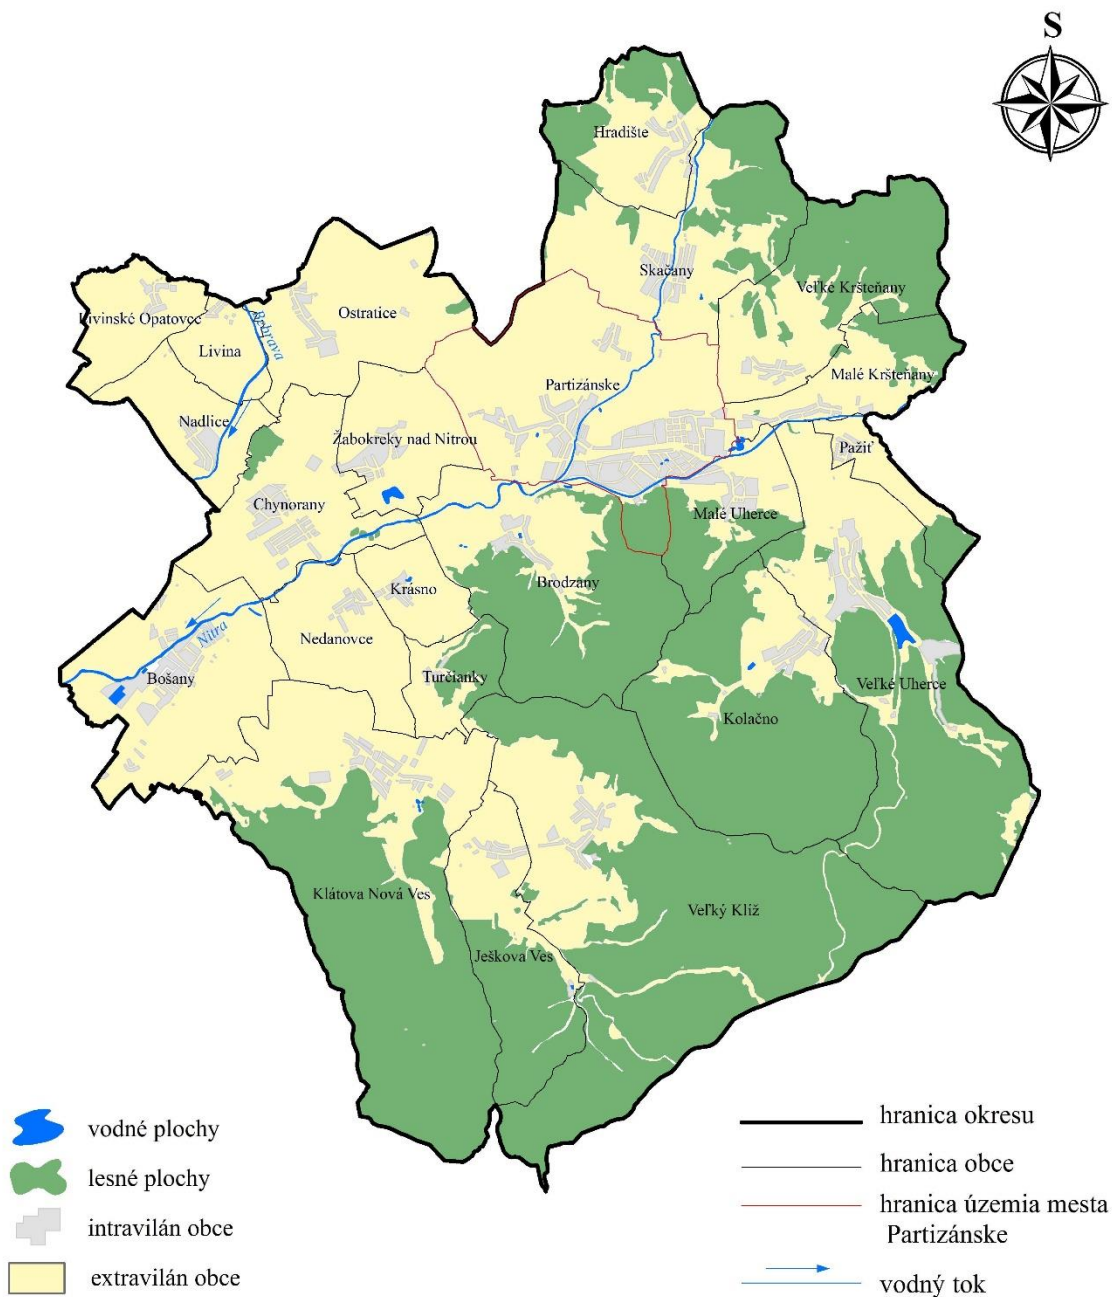 S
Hradište
Skačany
Veľké Kršteňany
Livinské Opatovce
Bebrava
Ostratice
Livina
Malé Kršteňany
Partizánske
Nadlice
Žabokreky nad Nitrou
Pažiť
Chynorany
Malé Uherce
Krásno
Brodzany
Nedanovce
Nitra
Bošany
Turčianky
Veľké Uherce
Kolačno
Klátova Nová Ves
Veľký Klíž
Ješkova Ves
vodné plochy
lesné plochy
intravilán obce
extravilán obce
hranica okresu
hranica obce
hranica územia mesta
Partizánske
vodný tok